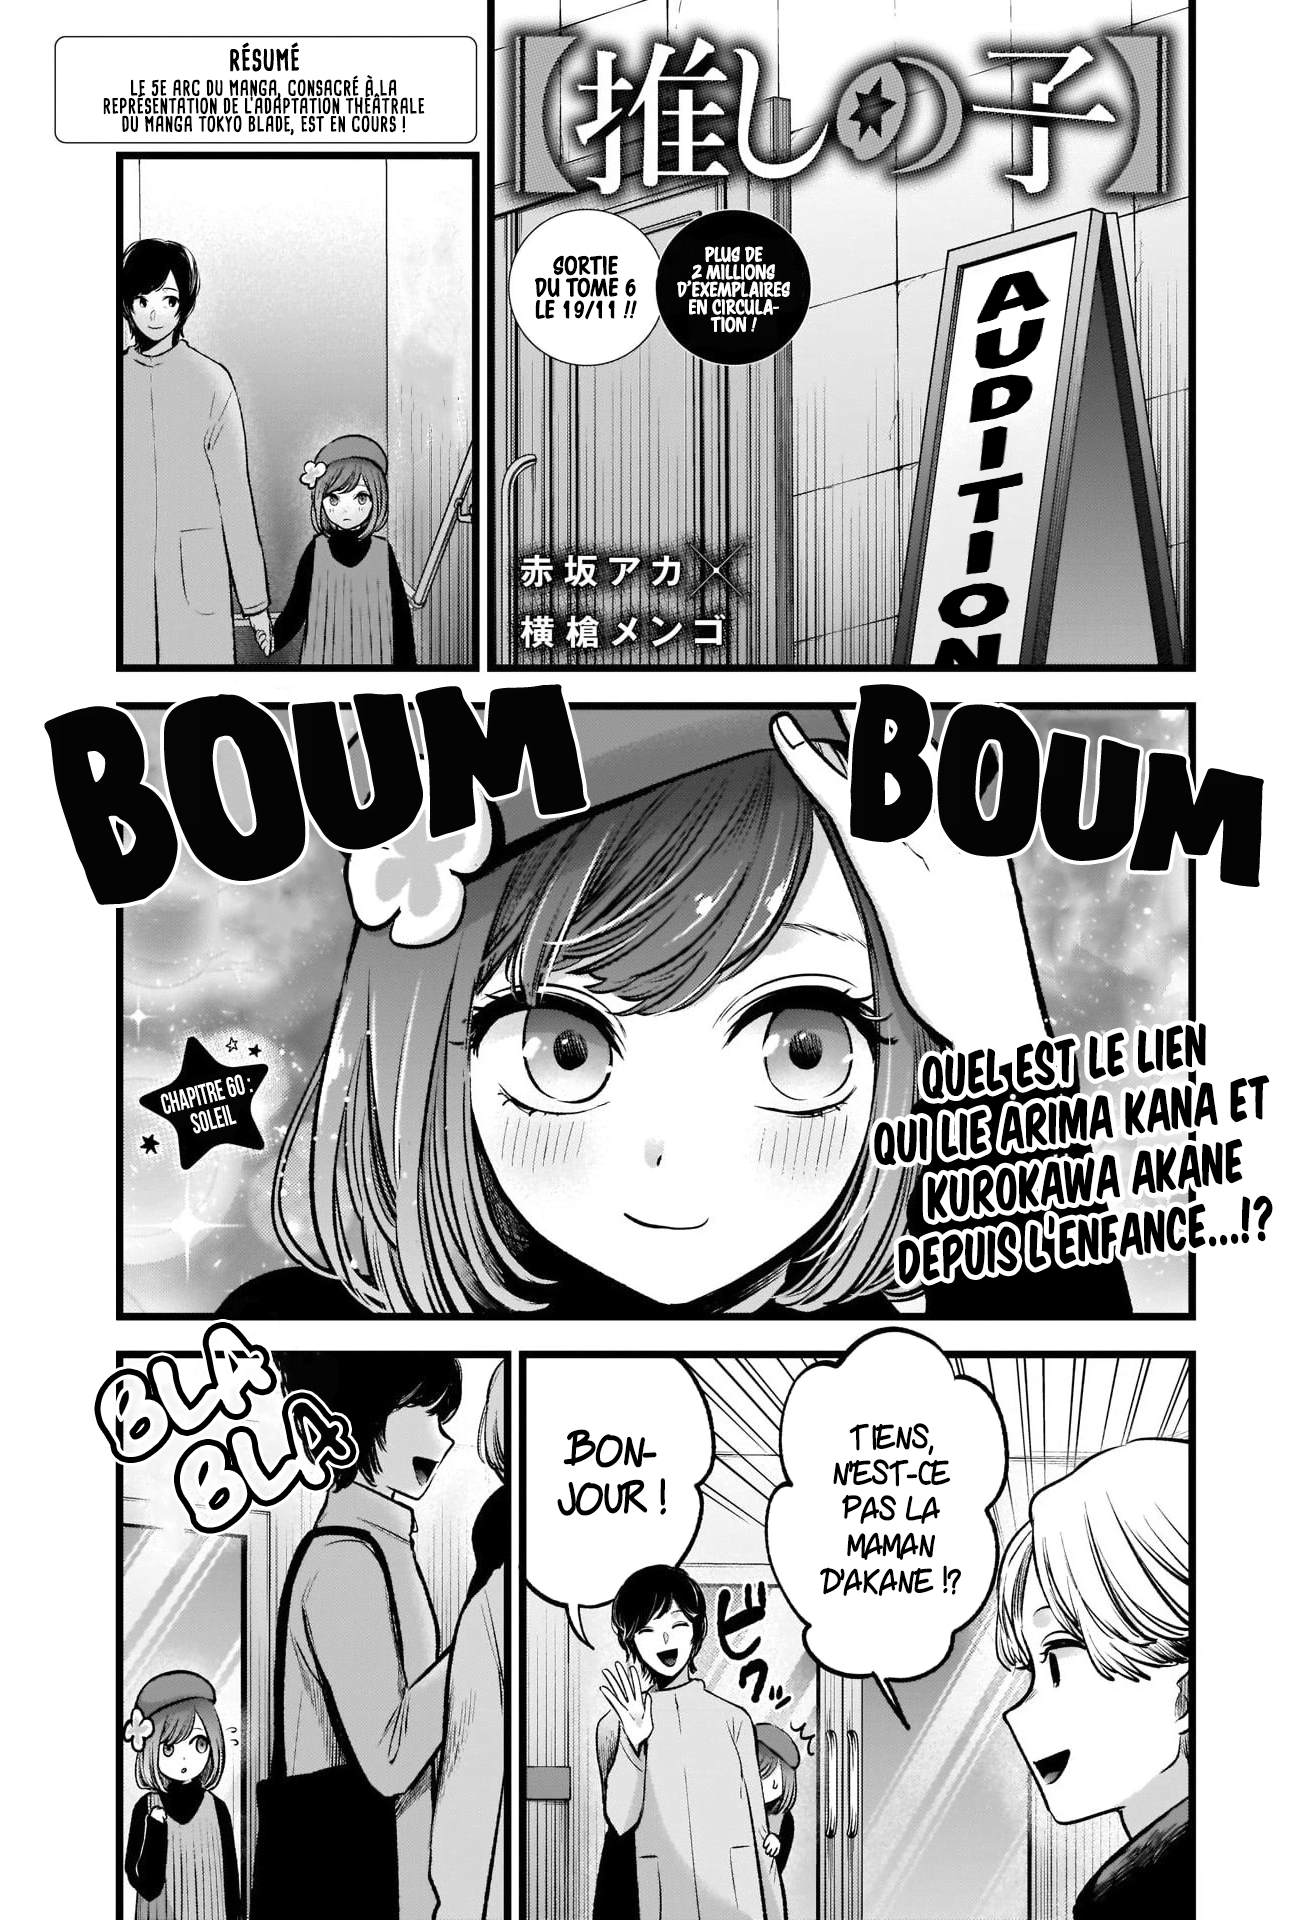 RÉSUMÉ
LE 5E ARC DU MANGA, CONSACRÉ À LA
REPRÉSENTATION DE L'ADAPTATION THÉÂTRALE
DU MANGA TOKYO BLADE, EST EN COURS !
【推しの子】
SORTIE
DU TOME 6
LE 19/11 !!
PLUS DE
2 MILLIONS
D'EXEMPLAIRES
EN CIRCULA-
TION !
AUDITION
赤坂アカ×
横槍メンゴ
BOUM
BOUM
CHAPITRE 60 :
SOLEIL
QUEL EST LE LIEN
QUI LIE ARIMA KANA ET
KUROKAWA AKANE
DEPUIS L'ENFANCE...!?
TIENS,
N'EST-CE
PAS LA
MAMAN
D'AKANE !?
BON-
JOUR !
ビクッ
BLA
BLA